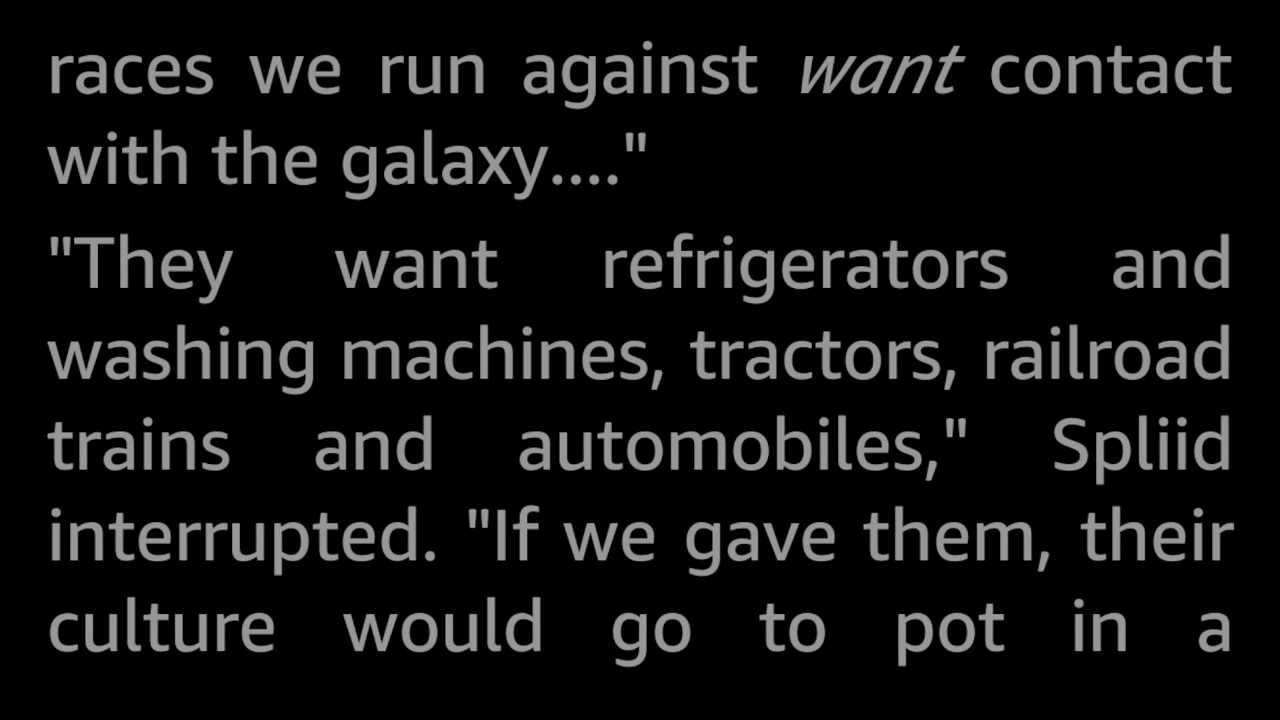 races we run against want contact
with the galaxy...."
"They want refrigerators and
washing machines, tractors, railroad
trains and automobiles," Spliid
interrupted. "If we gave them, their
culture would go to pot in a